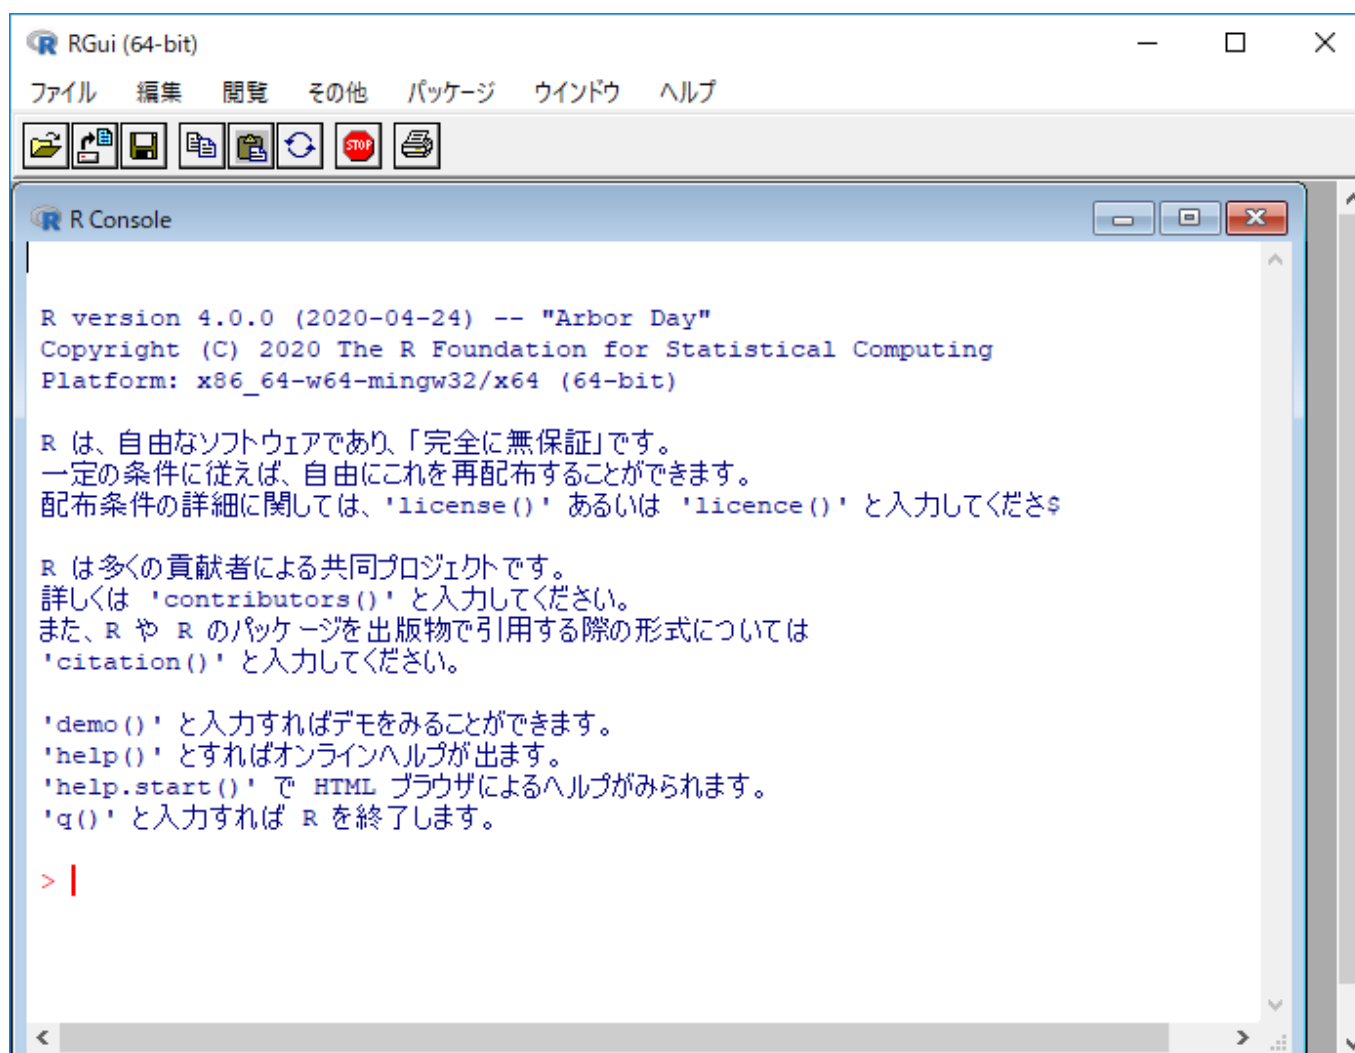 RGui (64-bit)
ファイル 編集 閲覧 その他 パッケージ ウインドウ ヘルプ
STOP
R Console
R version 4.0.0 (2020-04-24) -- "Arbor Day"
Copyright (C) 2020 The R Foundation for Statistical Computing
Platform: x86_64-w64-mingw32/x64 (64-bit)
R は、自由なソフトウェアであり、「完全に無保証」です。
一定の条件に従えば、自由にこれを再配布することができます。
配布条件の詳細に関しては、'license()' あるいは 'licence()' と入力してくださ$
R は多くの貢献者による共同プロジェクトです。
詳しくは 'contributors()' と入力してください。
また、R や R のパッケージを出版物で引用する際の形式については
'citation()' と入力してください。
'demo()' と入力すればデモをみることができます。
'help()' とすればオンラインヘルプが出ます。
'help.start()' で HTML ブラウザによるヘルプがみられます。
'q()' と入力すれば R を終了します。
>